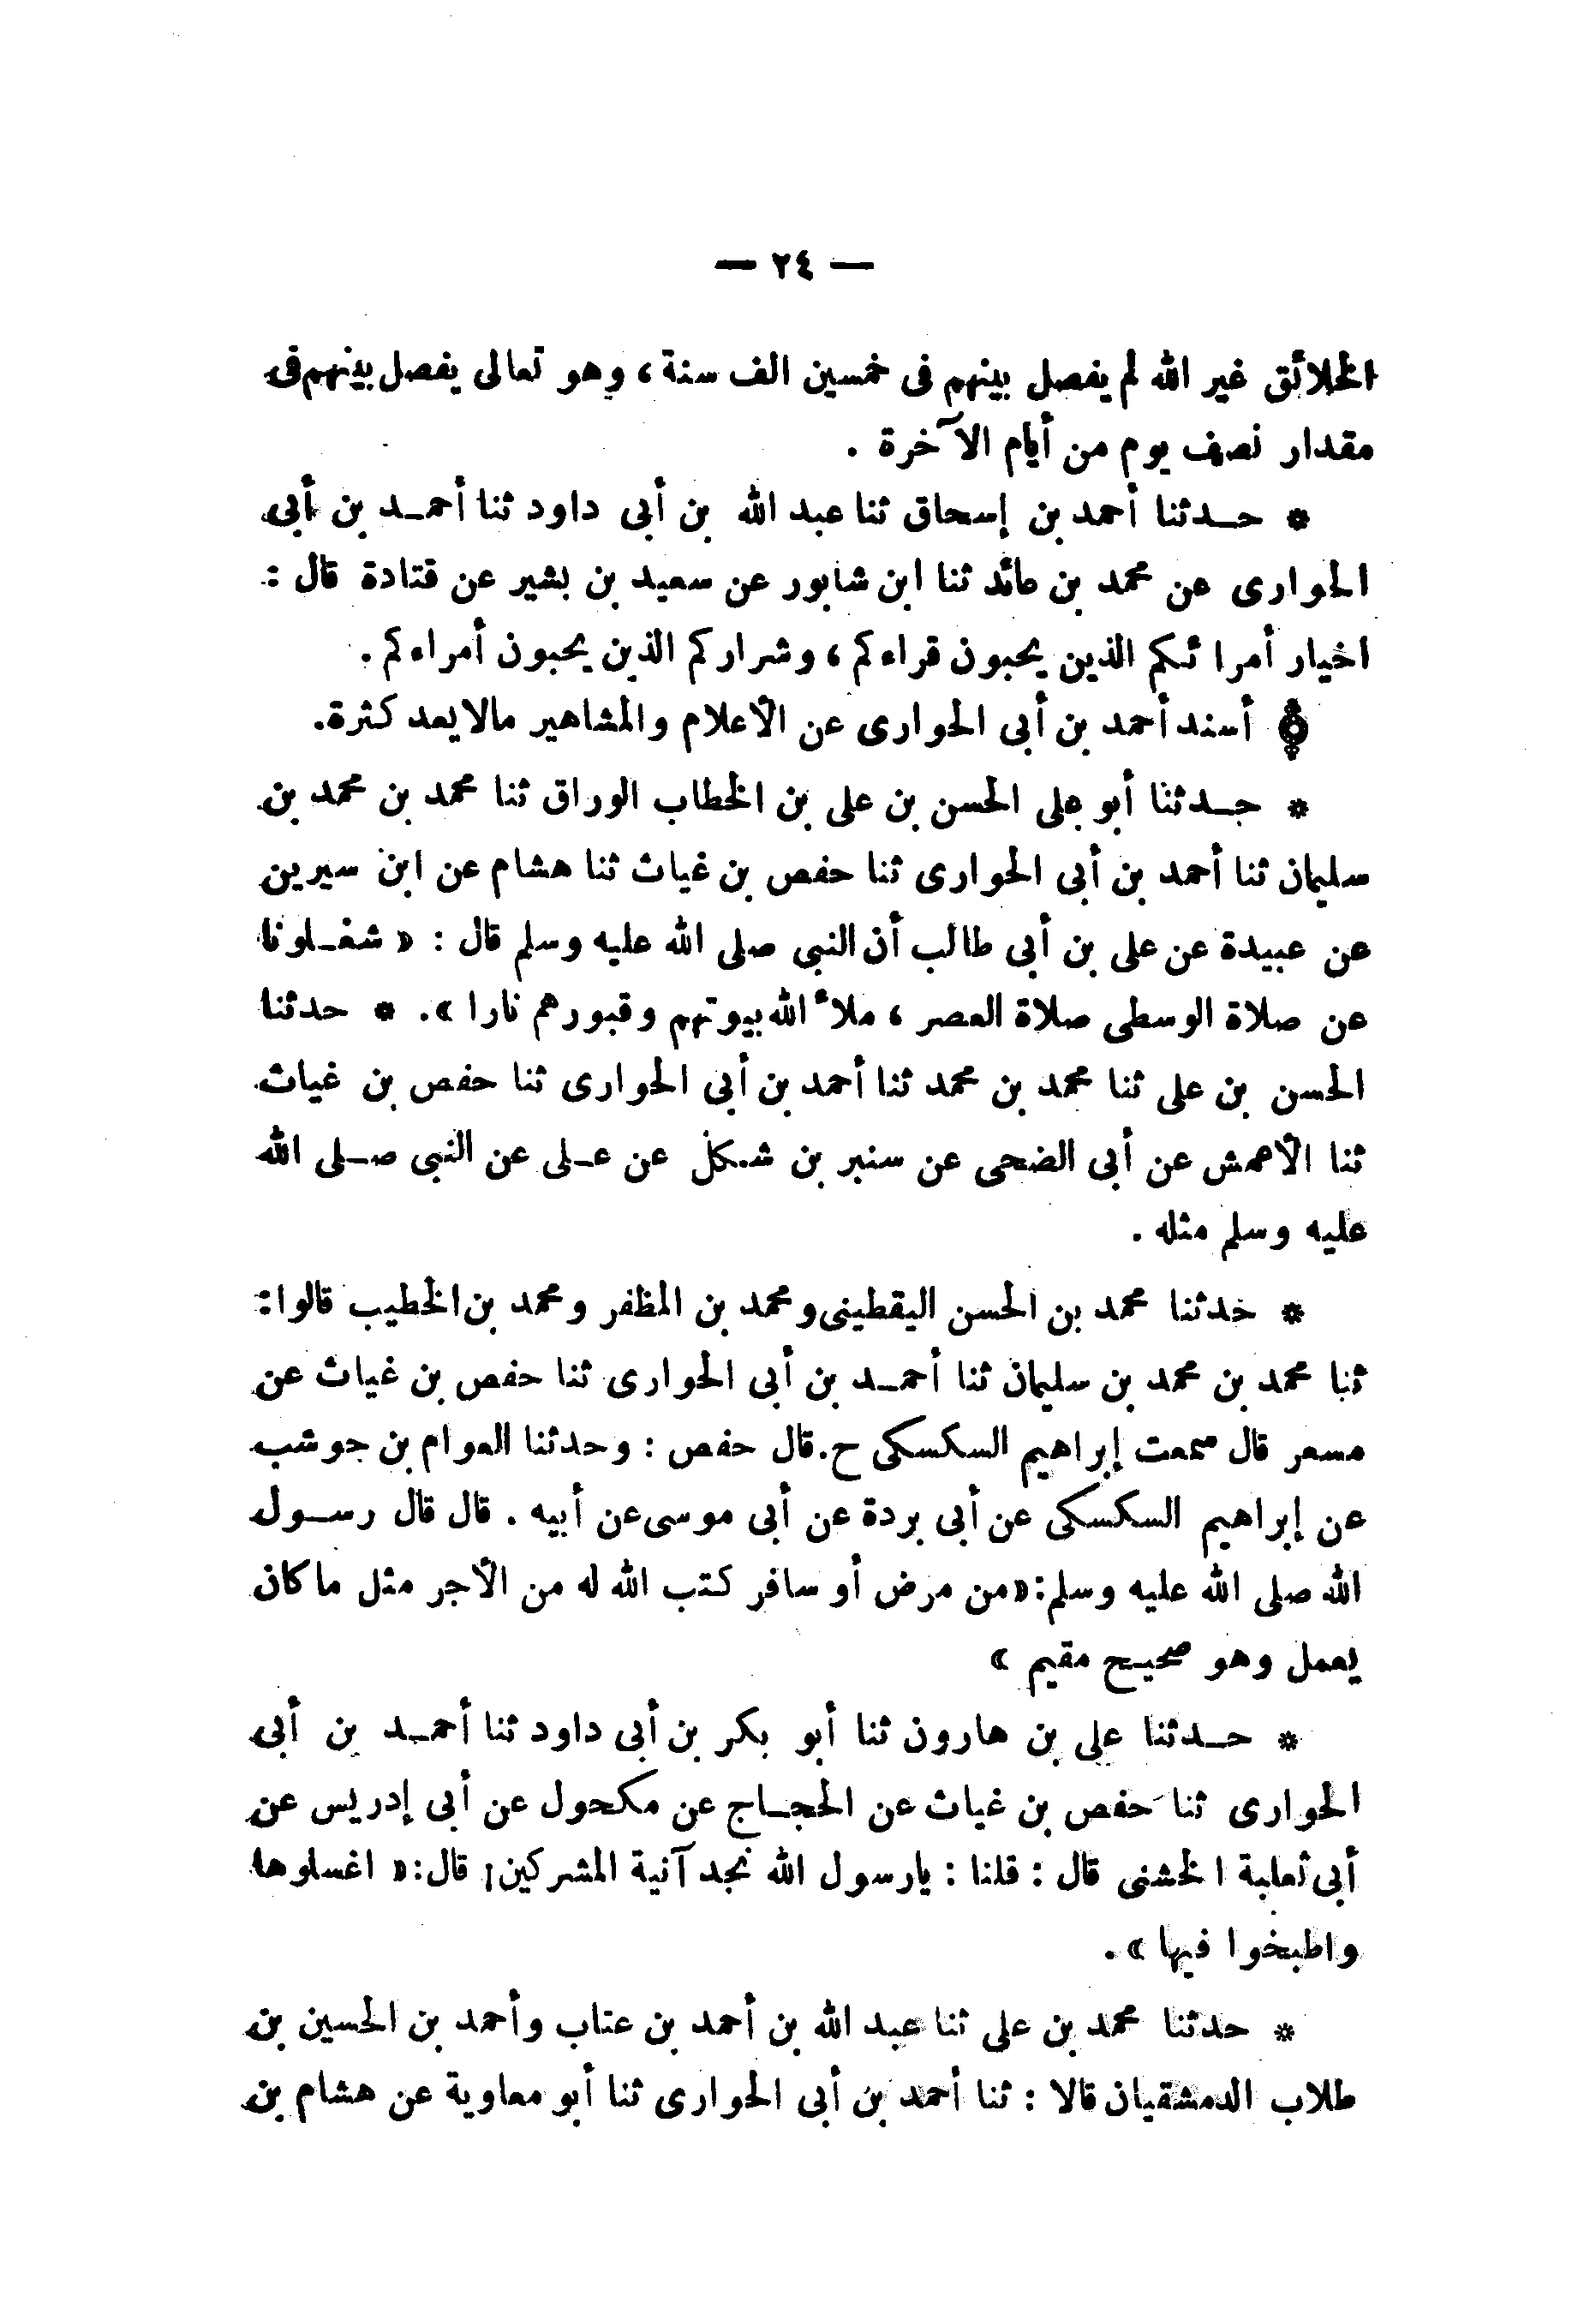 — ٢٤ —
الخلائق غير الله لم يفصل بينهم فى خمسين الف سنة، وهو تعالى يفصل بينهم فى
مقدار نصف يوم من أيام الآخرة .
* حدثنا أحمد بن إسحاق ثنا عبد الله بن أبى داود ثنا أحمد بن أبى
الحوارى عن محمد بن عائد ثنا ابن شابور عن سعيد بن بشير عن قتادة قال :
اخيار أمرائكم الذين يحبون قراءكم ، وشراركم الذين يحبون أمراءكم .
أسند أحمد بن أبى الحوارى عن الأعلام والمشاهير مالا يعد كثرة.
* حدثنا أبو على الحسن بن على بن الخطاب الوراق ثنا محمد بن محمد بن
سليمان ثنا أحمد بن أبى الحوارى ثنا حفص بن غياث ثنا هشام عن ابن سيرين
عن عبيدة عن على بن أبى طالب أن النبى صلى الله عليه وسلم قال : « شغلونا
عن صلاة الوسطى صلاة العصر ، ملأ الله بيوتهم وقبورهم نارا ». * حدثنا
الحسن بن على ثنا محمد بن محمد ثنا أحمد بن أبى الحوارى ثنا حفص بن غياث
ثنا الأعمش عن أبى الضحى عن سنبر بن شكل عن على عن النبى صلى الله
عليه وسلم مثله .
* حدثنا محمد بن الحسن اليقطينى ومحمد بن المظفر ومحمد بن الخطيب قالوا :
ثنا محمد بن محمد بن سليمان ثنا أحمد بن أبى الحوارى ثنا حفص بن غياث عن
مسعر قال سمعت إبراهيم السكسكى ح. قال حفص : وحدثنا العوام بن حوشب
عن إبراهيم السكسكى عن أبى بردة عن أبى موسى عن أبيه . قال قال رسول
الله صلى الله عليه وسلم: «من مرض أو سافر كتب الله له من الأجر مثل ما كان
يعمل وهو صحيح مقيم »
* حدثنا على بن هارون ثنا أبو بكر بن أبى داود ثنا أحمد بن أبى
الحوارى ثنا حفص بن غياث عن الحجاج عن مكحول عن أبى إدريس عن
أبى ثعلبة الخشنى قال : قلنا : يارسول الله نجد آنية المشركين؛ قال: « اغسلوها
واطبخوا فيها » .
* حدثنا محمد بن على ثنا عبد الله بن أحمد بن عتاب وأحمد بن الحسين بن
طلاب الدمشقيان قالا : ثنا أحمد بن أبى الحوارى ثنا أبو معاوية عن هشام بن